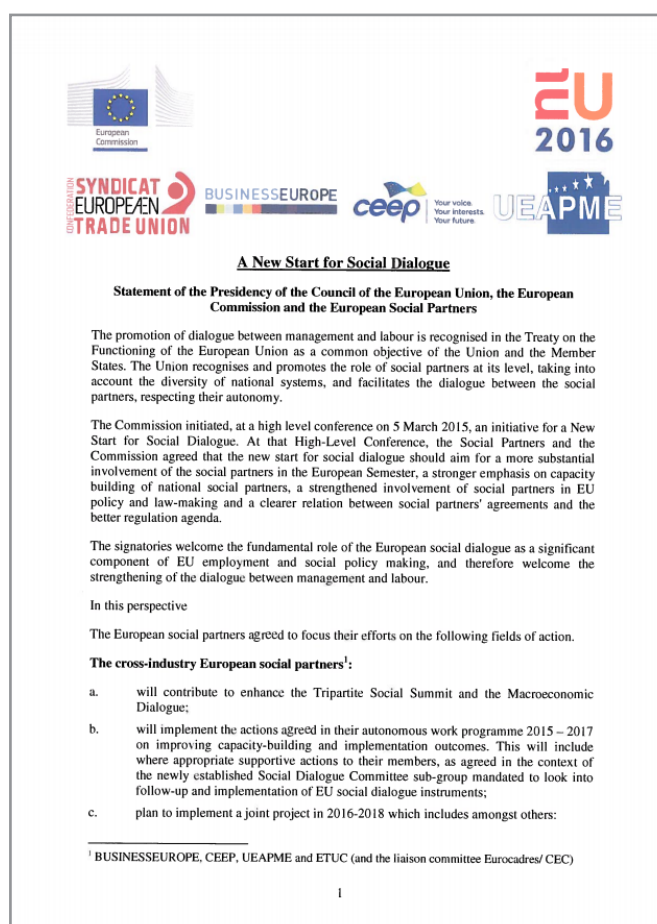 European
Commission
EU
2016
CONFEDERATION
SYNDICAT
EUROPEÆN
TRADE UNION
BUSINESSEUROPE
ceep
Your voice.
Your interests.
Your future.
UEAPME
A New Start for Social Dialogue
Statement of the Presidency of the Council of the European Union, the European
Commission and the European Social Partners
The promotion of dialogue between management and labour is recognised in the Treaty on the
Functioning of the European Union as a common objective of the Union and the Member
States. The Union recognises and promotes the role of social partners at its level, taking into
account the diversity of national systems, and facilitates the dialogue between the social
partners, respecting their autonomy.
The Commission initiated, at a high level conference on 5 March 2015, an initiative for a New
Start for Social Dialogue. At that High-Level Conference, the Social Partners and the
Commission agreed that the new start for social dialogue should aim for a more substantial
involvement of the social partners in the European Semester, a stronger emphasis on capacity
building of national social partners, a strengthened involvement of social partners in EU
policy and law-making and a clearer relation between social partners' agreements and the
better regulation agenda.
The signatories welcome the fundamental role of the European social dialogue as a significant
component of EU employment and social policy making, and therefore welcome the
strengthening of the dialogue between management and labour.
In this perspective
The European social partners agreed to focus their efforts on the following fields of action.
The cross-industry European social partners¹:
a. will contribute to enhance the Tripartite Social Summit and the Macroeconomic
Dialogue;
b. will implement the actions agreed in their autonomous work programme 2015 – 2017
on improving capacity-building and implementation outcomes. This will include
where appropriate supportive actions to their members, as agreed in the context of
the newly established Social Dialogue Committee sub-group mandated to look into
follow-up and implementation of EU social dialogue instruments;
c. plan to implement a joint project in 2016-2018 which includes amongst others:
¹ BUSINESSEUROPE, CEEP, UEAPME and ETUC (and the liaison committee Eurocadres/ CEC)
1